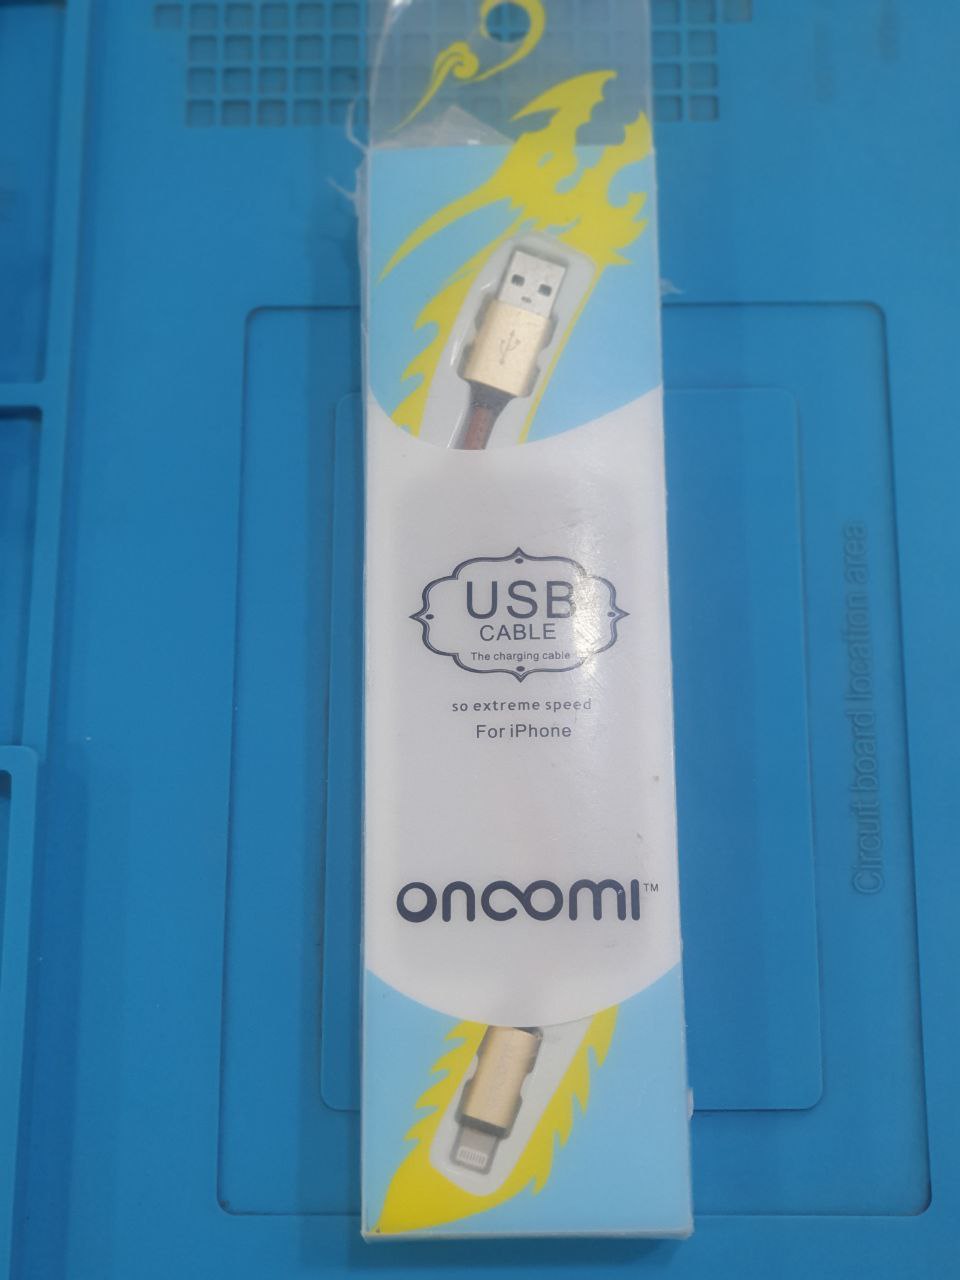 USB
CABLE
The charging cable
so extreme speed
For iPhone
oncomi™
Circuit board location area